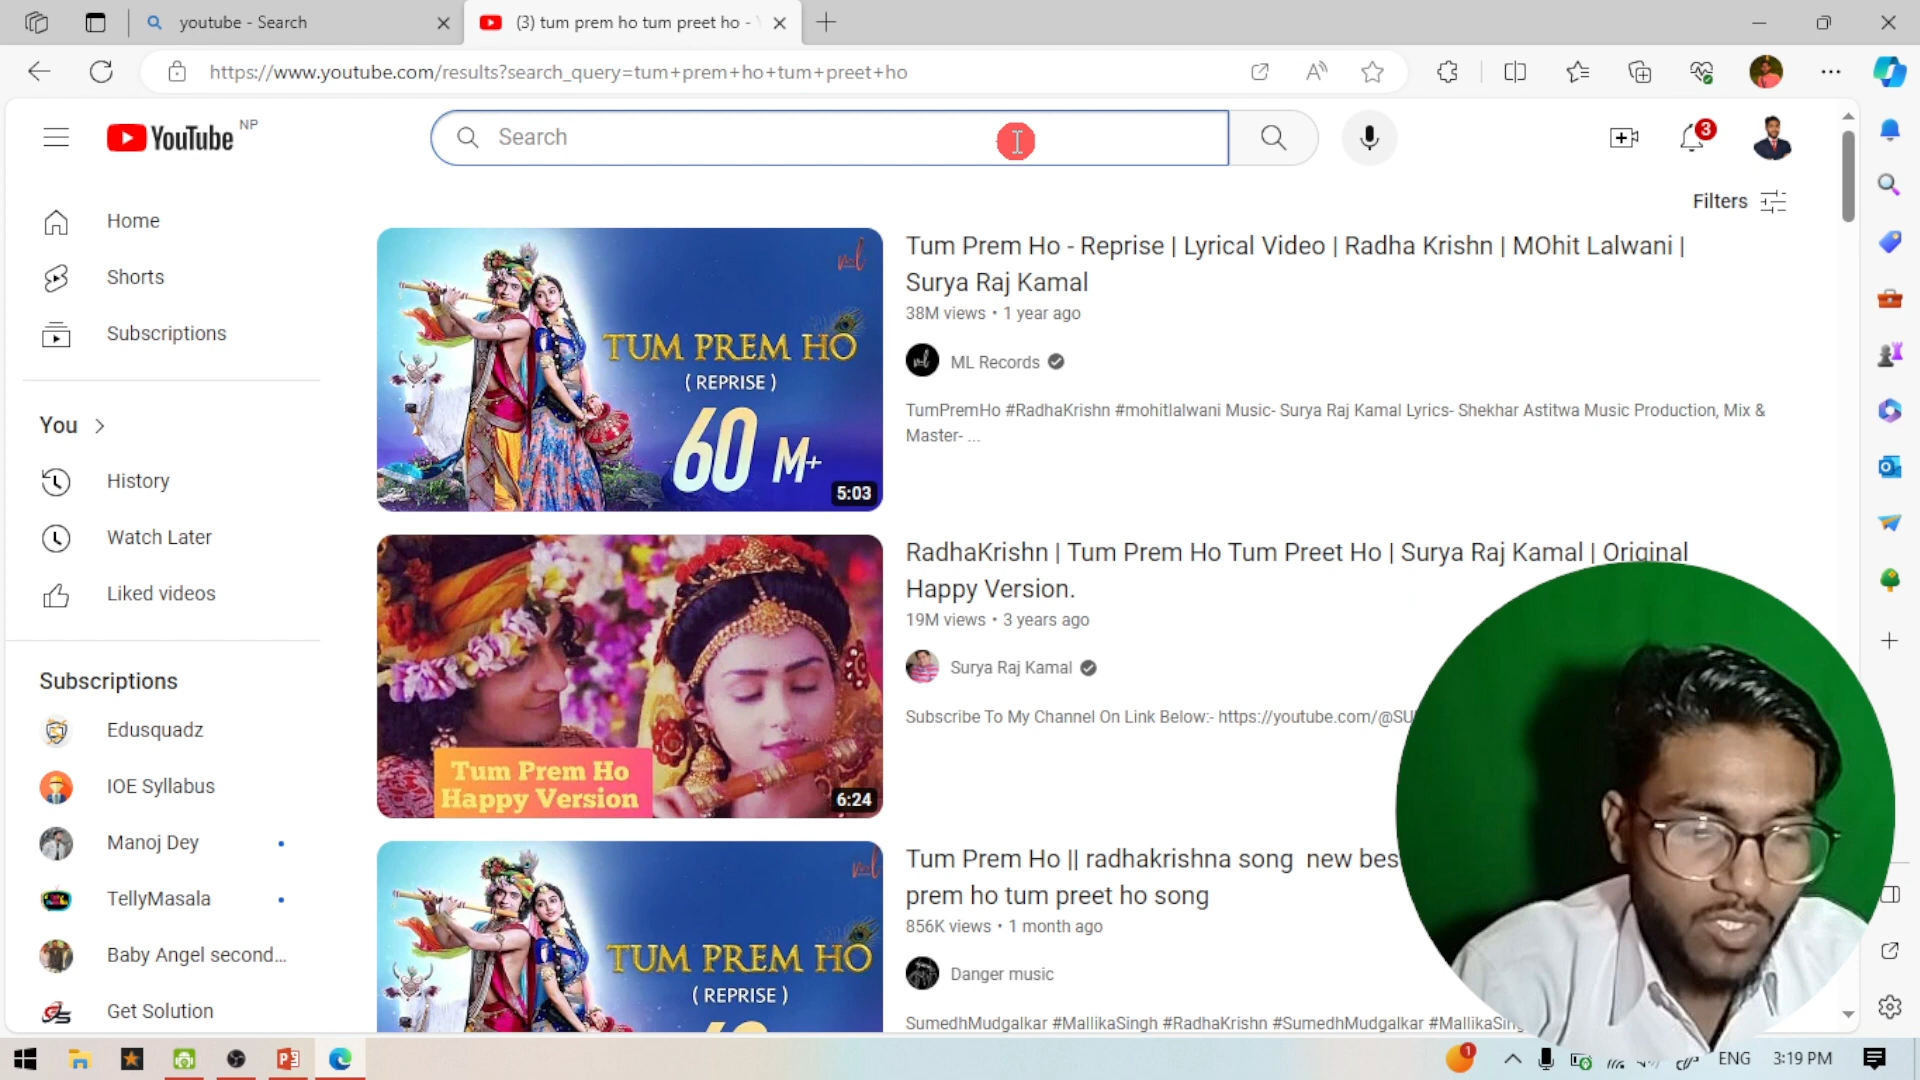 youtube - Search
(3) tum prem ho tum preet ho -
https://www.youtube.com/results?search_query=tum+prem+ho+tum+preet+ho
YouTube NP
Search
3
Filters
Home
Shorts
Subscriptions
You
History
Watch Later
Liked videos
Subscriptions
Edusquadz
IOE Syllabus
Manoj Dey
TellyMasala
Baby Angel second...
Get Solution
TUM PREM HO
( REPRISE )
60 M+
5:03
Tum Prem Ho - Reprise | Lyrical Video | Radha Krishn | MOhit Lalwani |
Surya Raj Kamal
38M views • 1 year ago
ML Records
TumPremHo #RadhaKrishn #mohitlalwani Music- Surya Raj Kamal Lyrics- Shekhar Astitwa Music Production, Mix &
Master- ...
Tum Prem Ho
Happy Version
6:24
RadhaKrishn | Tum Prem Ho Tum Preet Ho | Surya Raj Kamal | Original
Happy Version.
19M views • 3 years ago
Surya Raj Kamal
Subscribe To My Channel On Link Below:- https://youtube.com/@SU
TUM PREM HO
( REPRISE )
Tum Prem Ho || radhakrishna song new bes
prem ho tum preet ho song
856K views • 1 month ago
Danger music
SumedhMudgalkar #MallikaSingh #RadhaKrishn #SumedhMudgalkar #MallikaSing
1
ENG
3:19 PM